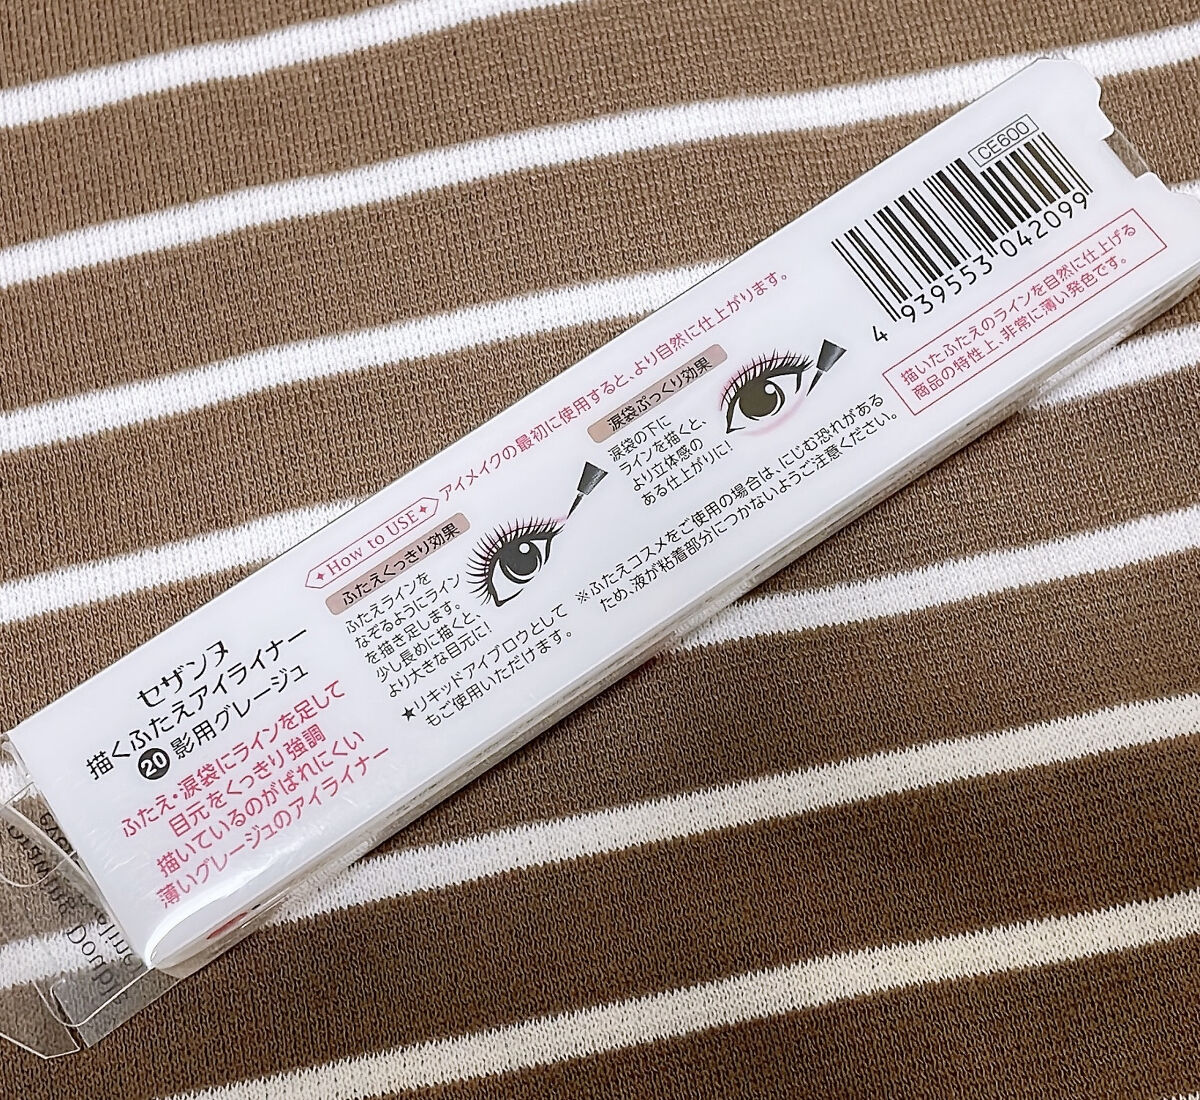 セザンヌ
描くふたえアイライナー
20 影用グレージュ
ふたえ・涙袋にラインを足して
目元をくっきり強調
描いているのがばれにくい
薄いグレージュのアイライナー
How to USE
アイメイクの最初に使用すると、より自然に仕上がります。
ふたえくっきり効果
ふたえラインを
なぞるようにライン
を描き足します。
少し長めに描くと、
より大きな目元に!
★リキッドアイブロウとして
もご使用いただけます。
涙袋ぷっくり効果
涙袋の下に
ラインを描くと、
より立体感の
ある仕上がりに!
※ふたえコスメをご使用の場合は、にじむ恐れがある
ため、液が粘着部分につかないようご注意ください。
CE600
4 939553 042099
描いたふたえのラインを自然に仕上げる
商品の特性上、非常に薄い発色です。